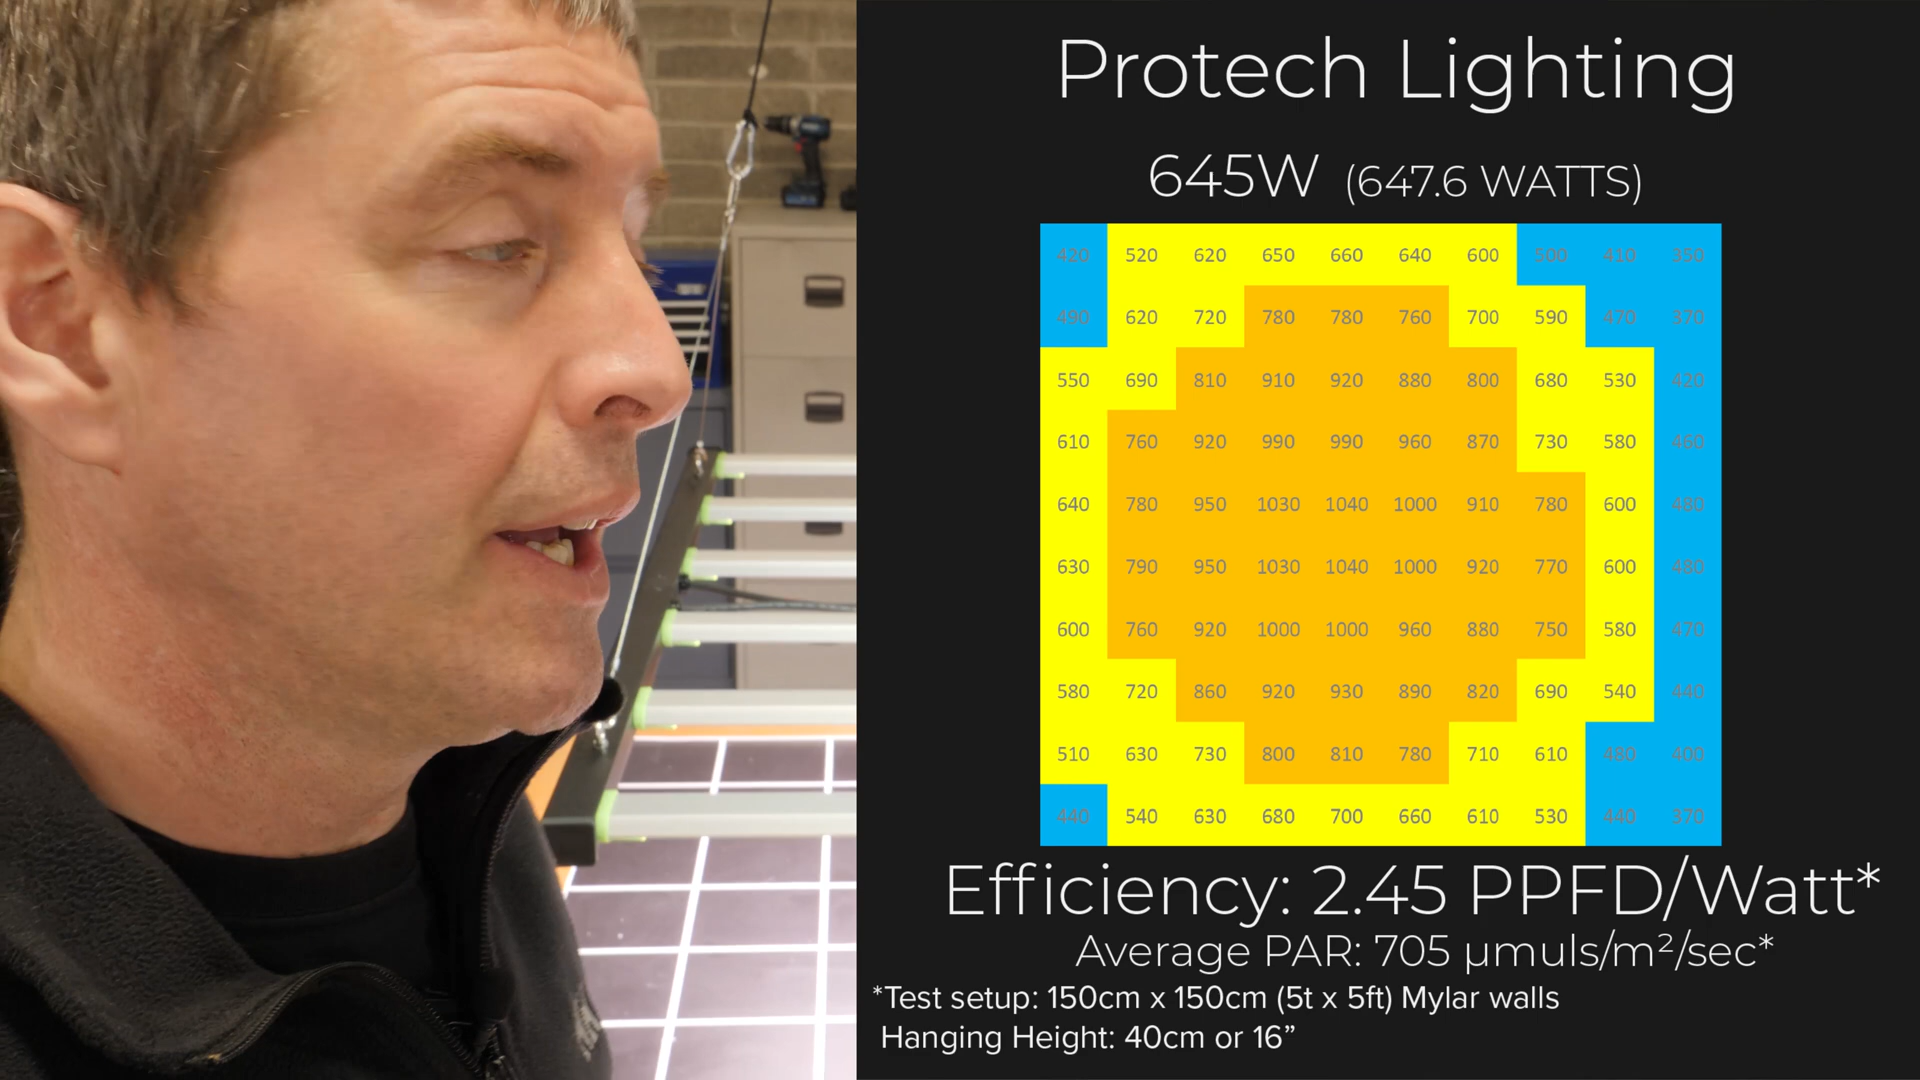 Protech Lighting
645W (647.6 WATTS)
420 520 620 650 660 640 600 500 410 350
490 620 720 780 780 760 700 590 470 370
550 690 810 910 920 880 800 680 530 420
610 760 920 990 990 960 870 730 580 460
640 780 950 1030 1040 1000 910 780 600 480
630 790 950 1030 1040 1000 920 770 600 480
600 760 920 1000 1000 960 880 750 580 470
580 720 860 920 930 890 820 690 540 440
510 630 730 800 810 780 710 610 480 400
440 540 630 680 700 660 610 530 440 370
Efficiency: 2.45 PPFD/Watt*
Average PAR: 705 µmuls/m²/sec*
*Test setup: 150cm x 150cm (5t x 5ft) Mylar walls
Hanging Height: 40cm or 16”